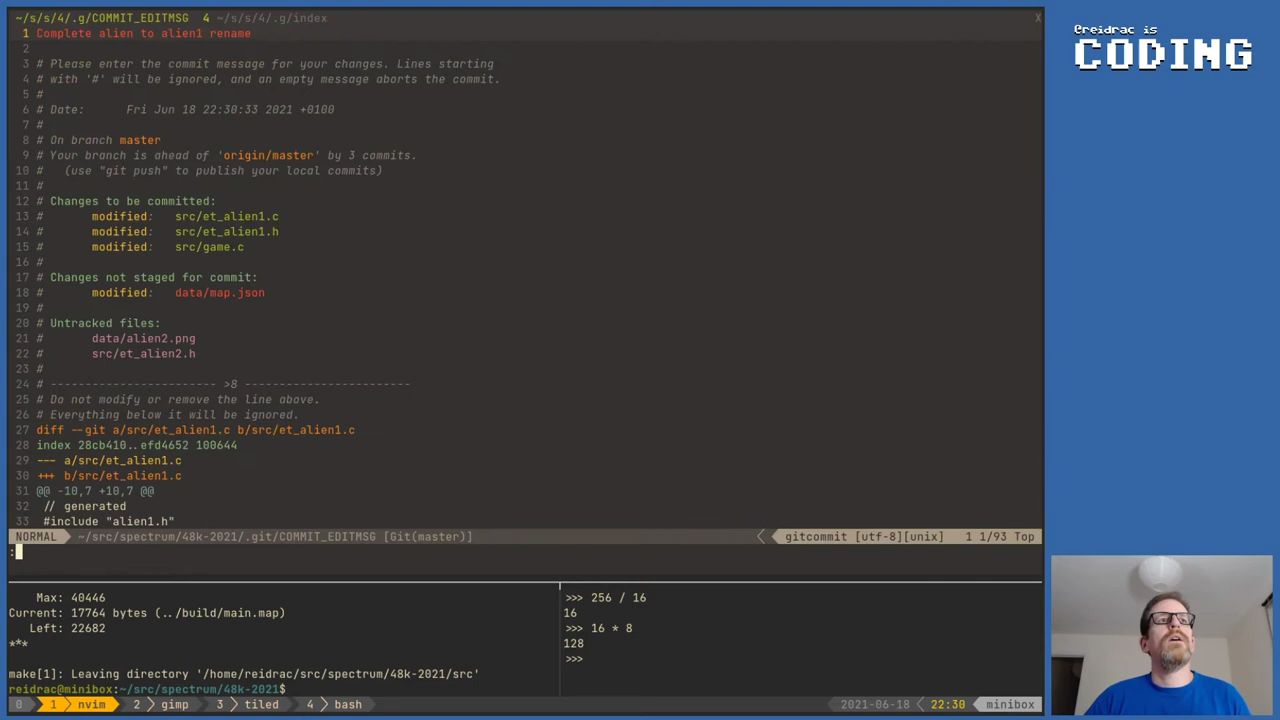 ~/s/s/4/.g/COMMIT_EDITMSG 4 ~/s/s/4/.g/index X
1 Complete alien to alien1 rename
2
3 # Please enter the commit message for your changes. Lines starting
4 # with '#' will be ignored, and an empty message aborts the commit.
5 #
6 # Date: Fri Jun 18 22:30:33 2021 +0100
7 #
8 # On branch master
9 # Your branch is ahead of 'origin/master' by 3 commits.
10 # (use "git push" to publish your local commits)
11 #
12 # Changes to be committed:
13 # modified: src/et_alien1.c
14 # modified: src/et_alien1.h
15 # modified: src/game.c
16 #
17 # Changes not staged for commit:
18 # modified: data/map.json
19 #
20 # Untracked files:
21 # data/alien2.png
22 # src/et_alien2.h
23 #
24 # ------------------------ >8 ------------------------
25 # Do not modify or remove the line above.
26 # Everything below it will be ignored.
27 diff --git a/src/et_alien1.c b/src/et_alien1.c
28 index 28cb410..efd4652 100644
29 --- a/src/et_alien1.c
30 +++ b/src/et_alien1.c
31 @@ -10,7 +10,7 @@
32 // generated
33 #include "alien1.h"
NORMAL ~/src/spectrum/48k-2021/.git/COMMIT_EDITMSG [Git(master)] gitcommit [utf-8][unix] 1 1/93 Top
:
Max: 40446
Current: 17764 bytes (../build/main.map)
Left: 22682
***
make[1]: Leaving directory '/home/reidrac/src/spectrum/48k-2021/src'
reidrac@minibox:~/src/spectrum/48k-2021$
>>> 256 / 16
16
>>> 16 * 8
128
>>>
0 1 nvim 2 gimp 3 tiled 4 bash 2021-06-18 22:30 minibox
@reidrac is
CODING